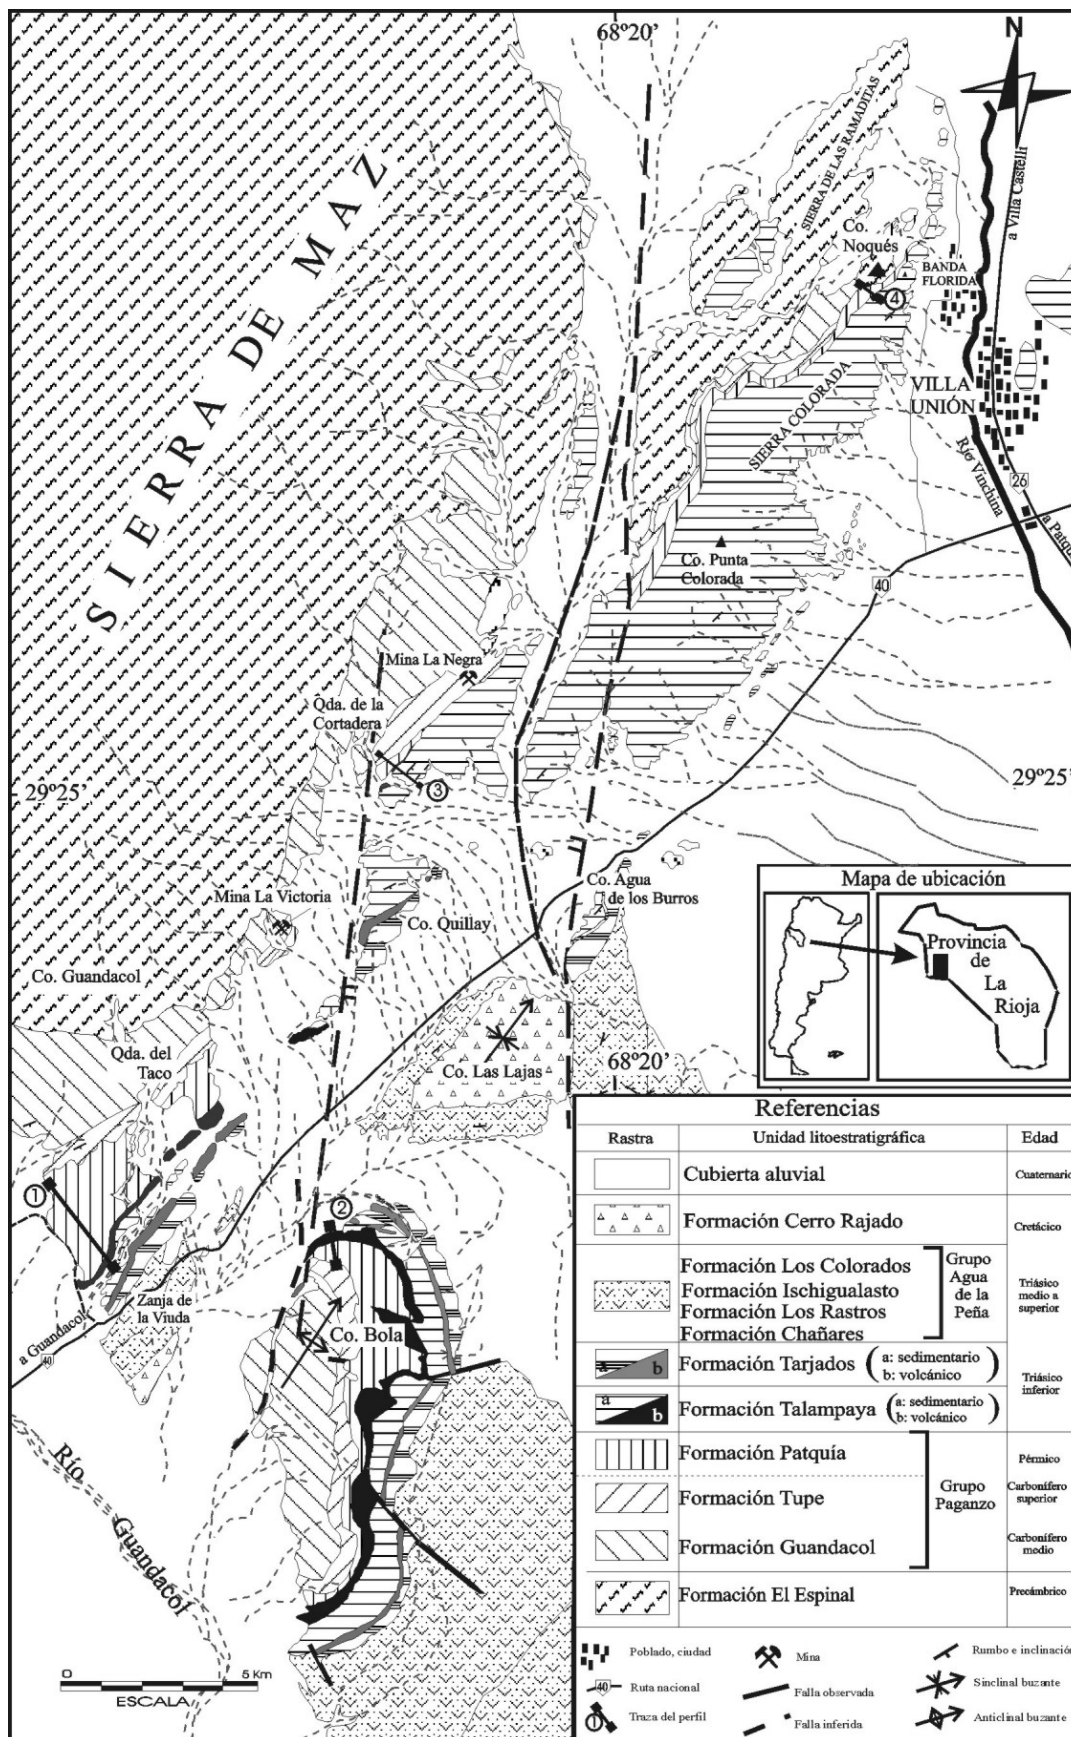 68º20'
N
a Villa Castelli
SIERRA DE LAS RAMADITAS
Co.
Noqués
BANDA
FLORIDA
4
SIERRA DE MAZ
VILLA
UNIÓN
SIERRA COLORADA
Río Vinchina
26
a Patqu
Co. Punta
Colorada
40
Mina La Negra
Qda. de la
Cortadera
29º25'
29º25'
3
Mapa de ubicación
Provincia
de
La
Rioja
Co. Agua
de los Burros
Mina La Victoria
Co. Quillay
Co. Guandacol
Qda. del
Taco
Co. Las Lajas
68º20'
1
2
Zanja de
la Viuda
Co. Bola
a Guandacol
40
Río Guandacol
0 5 Km
ESCALA
Referencias
Rastra Unidad litoestratigráfica Edad
Cubierta aluvial Cuaternario
Formación Cerro Rajado Cretácico
Formación Los Colorados
Formación Ischigualasto
Formación Los Rastros
Formación Chañares
Grupo
Agua
de la
Peña
Triásico
medio a
superior
a b Formación Tarjados (a: sedimentario
b: volcánico)
a b Formación Talampaya (a: sedimentario
b: volcánico)
Triásico
inferior
Formación Patquía Pérmico
Formación Tupe Carbonífero
superior
Formación Guandacol Carbonífero
medio
Grupo
Paganzo
Formación El Espinal Precámbrico
Poblado, ciudad
Mina
Rumbo e inclinación
40 Ruta nacional
Falla observada
Sinclinal buzante
1 Traza del perfil
Falla inferida
Anticlinal buzante